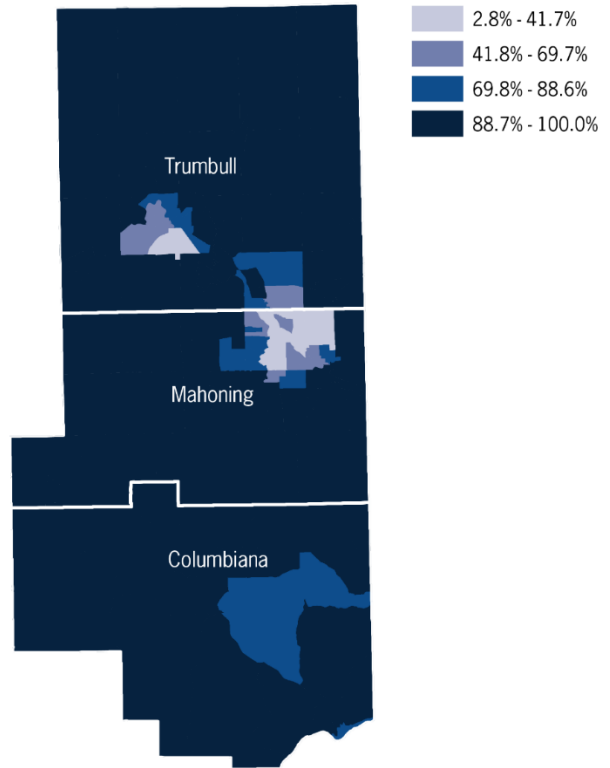 2.8% - 41.7%
41.8% - 69.7%
69.8% - 88.6%
88.7% - 100.0%
Trumbull
Mahoning
Columbiana